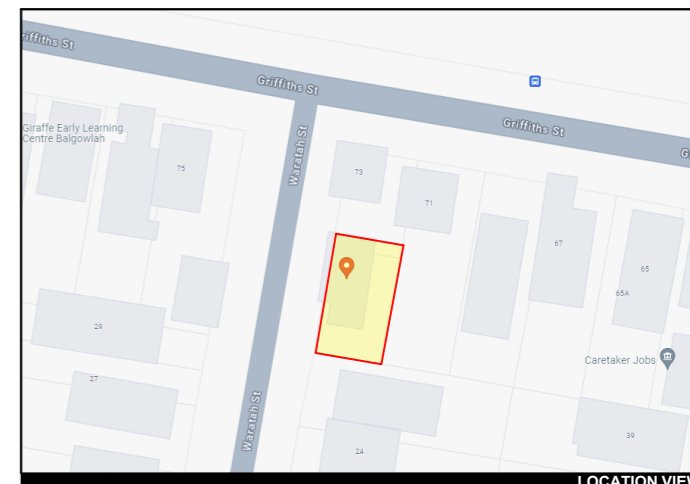 Griffiths St
Griffiths St
Griffiths St
Giraffe Early Learning
Centre Balgowlah
75
Waratah St
73
71
67
65
65A
29
27
Caretaker Jobs
Waratah St
24
39
LOCATION VIEW